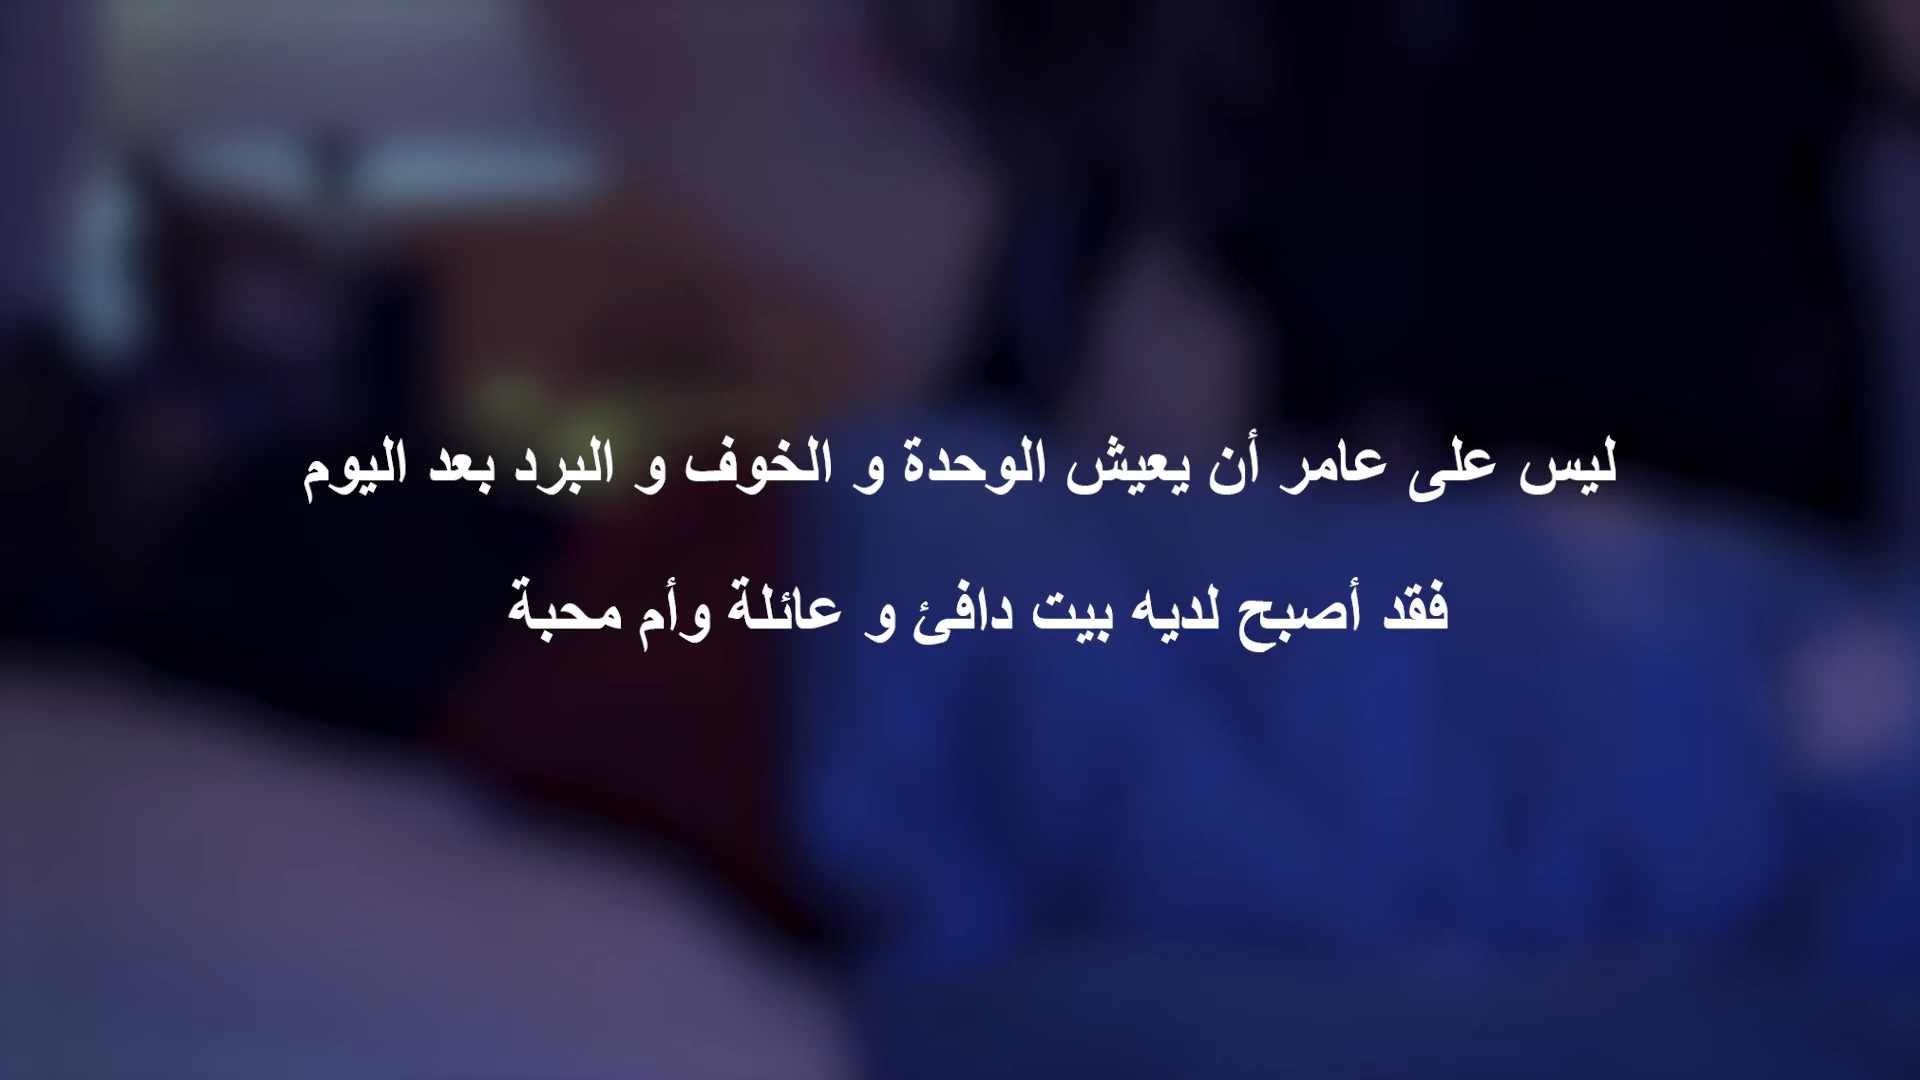 ليس على عامر أن يعيش الوحدة و الخوف و البرد بعد اليوم
فقد أصبح لديه بيت دافئ و عائلة وأم محبة